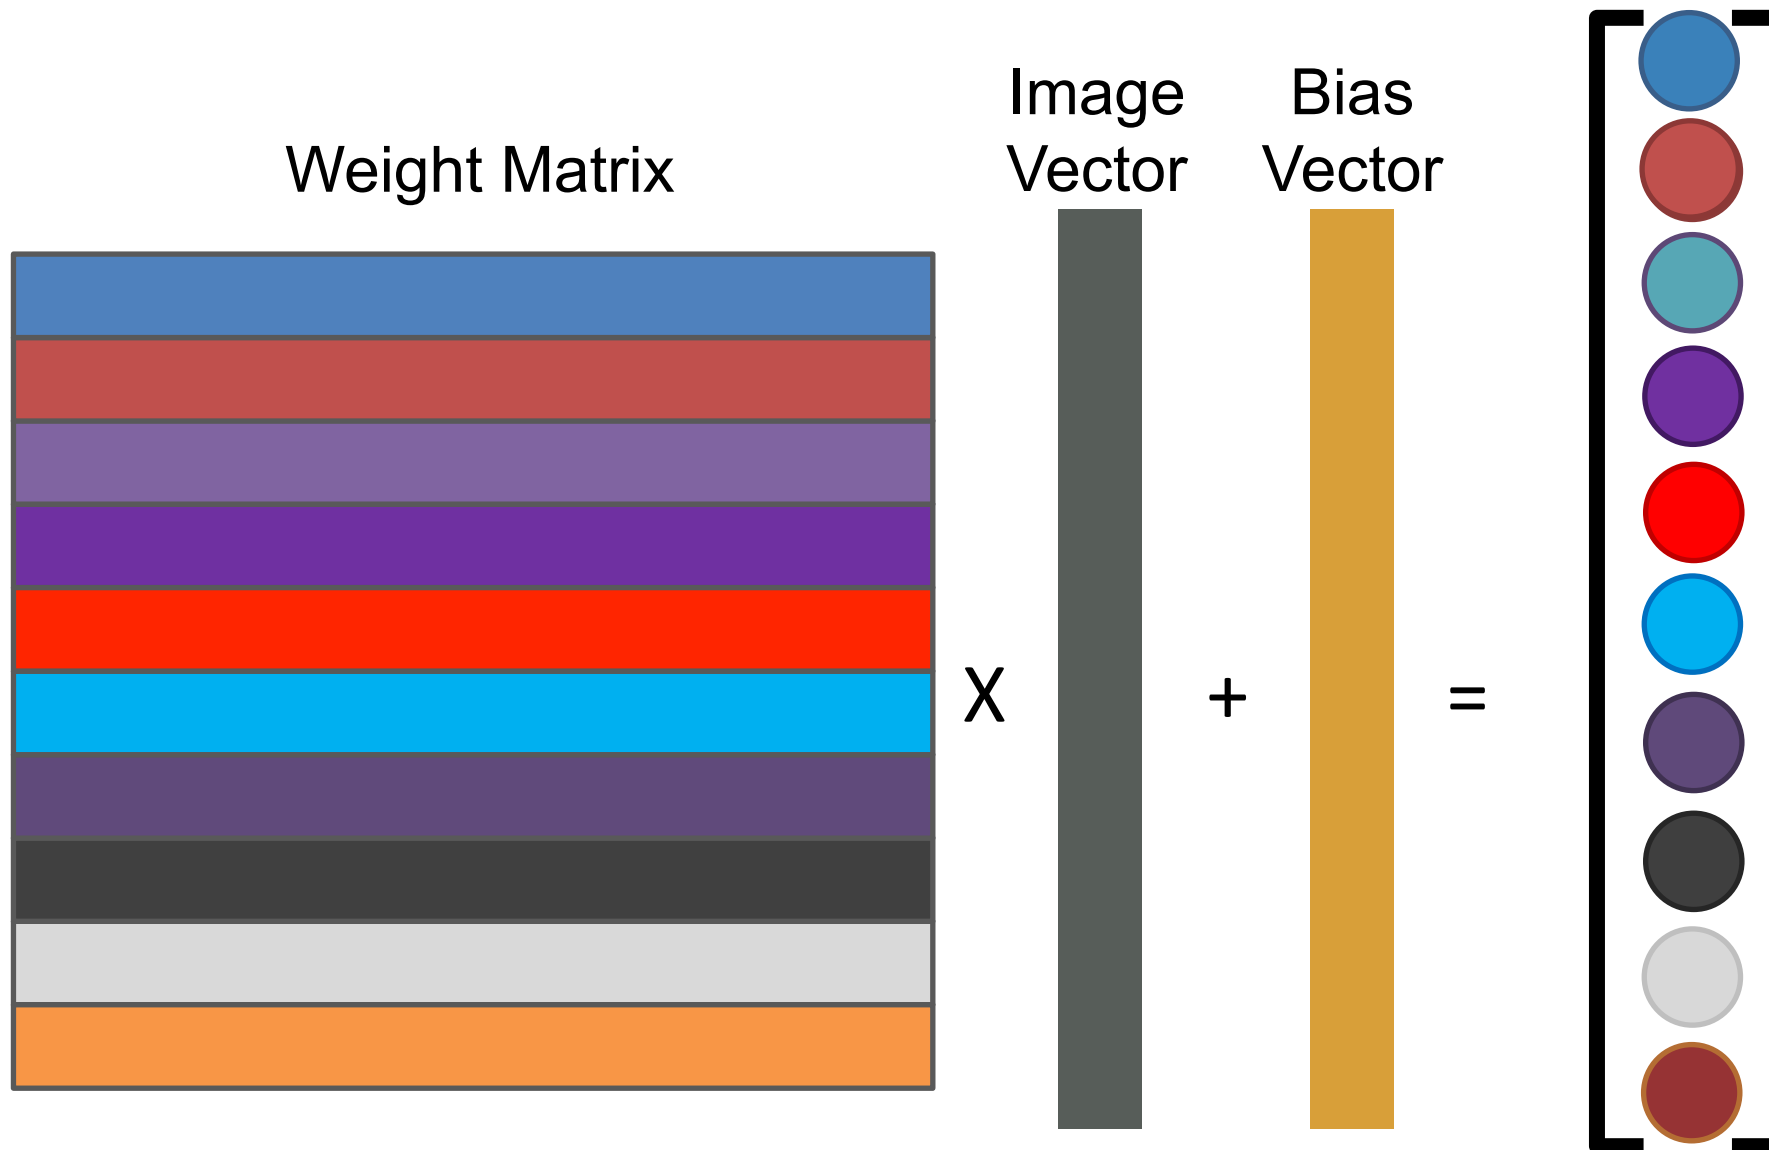 Weight Matrix
Image
Vector
Bias
Vector
X
+
=